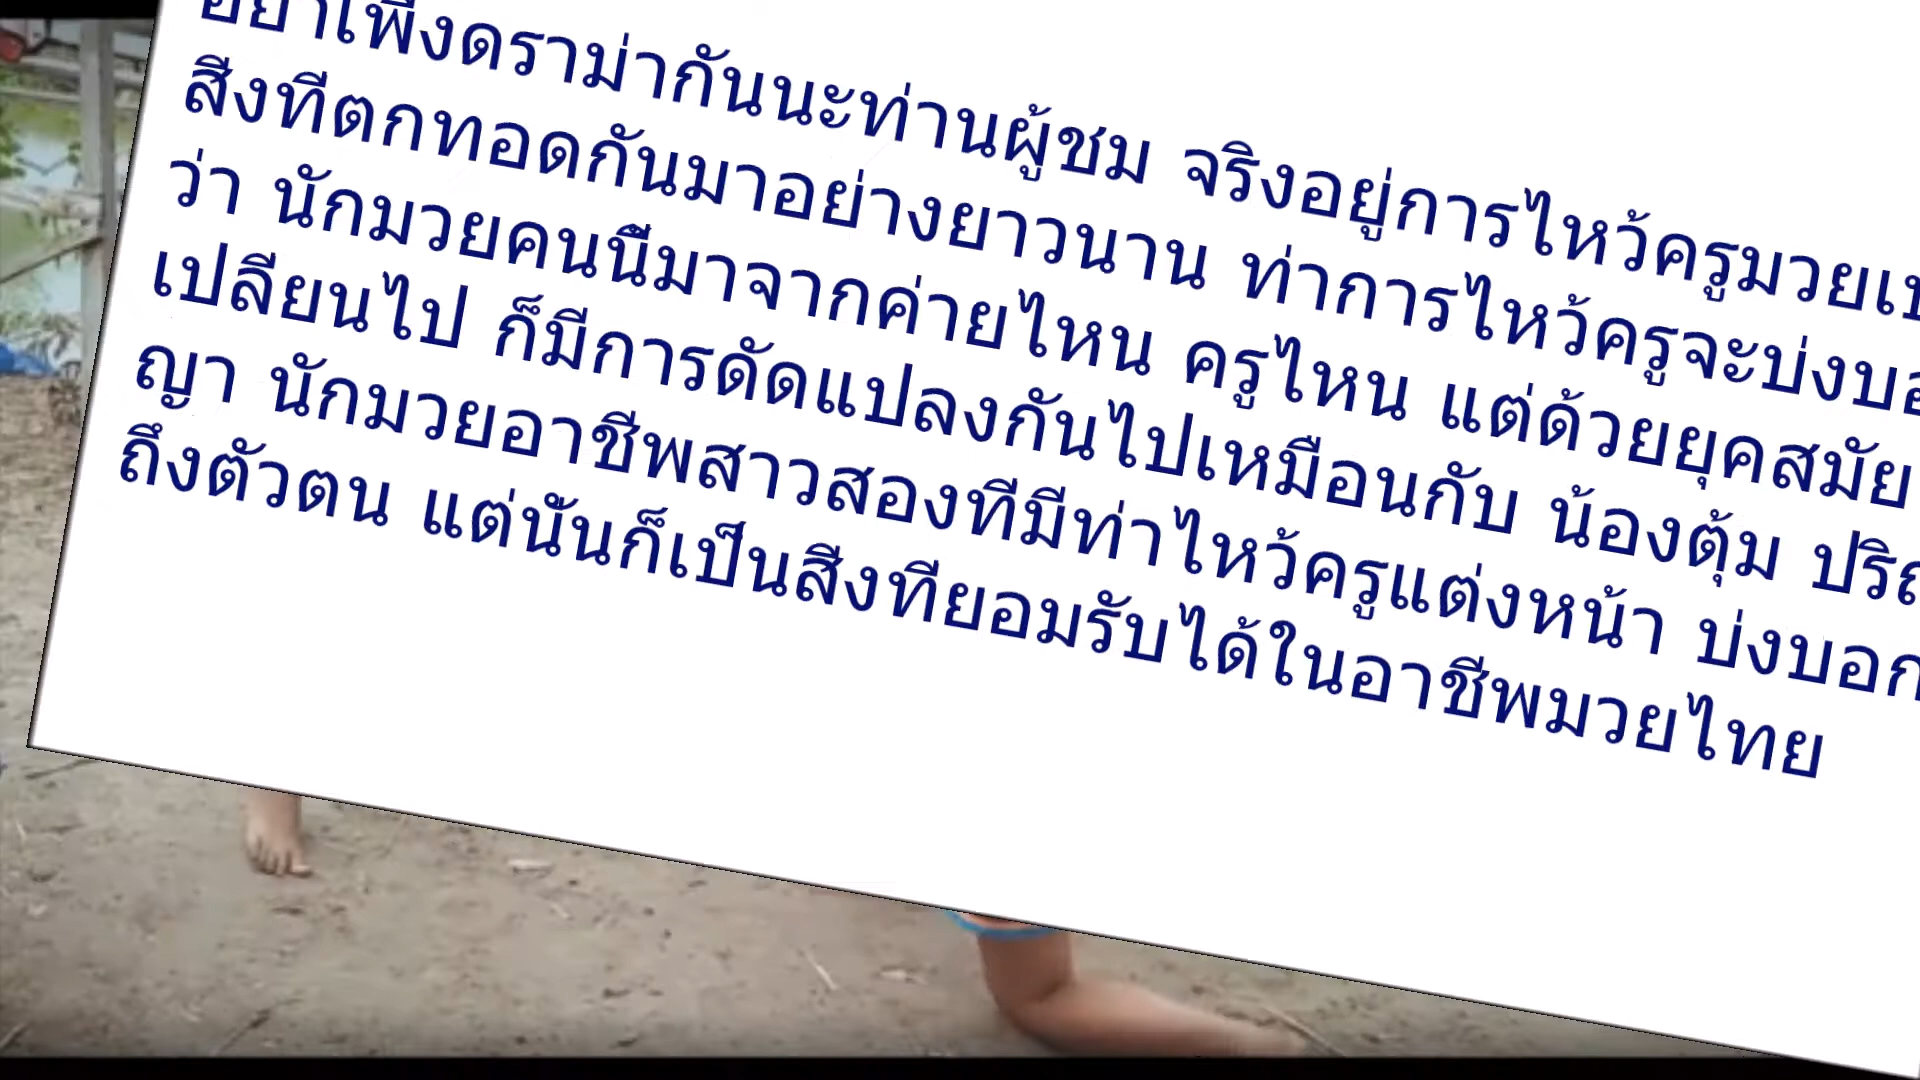 อย่าเพิ่งดราม่ากันนะท่านผู้ชม จริงอยู่การไหว้ครูมวย
สิ่งที่ตกทอดกันมาอย่างยาวนาน ท่าการไหว้ครูจะบ่งบอ
ว่า นักมวยคนนี้มาจากค่ายไหน ครูไหน แต่ด้วยยุคสมัย
เปลี่ยนไป ก็มีการดัดแปลงกันไปเหมือนกับ น้องตุ้ม ปริ
ญา นักมวยอาชีพสาวสองที่มีท่าไหว้ครูแต่งหน้า บ่งบอก
ถึงตัวตน แต่นั่นก็เป็นสิ่งที่ยอมรับได้ในอาชีพมวยไทย